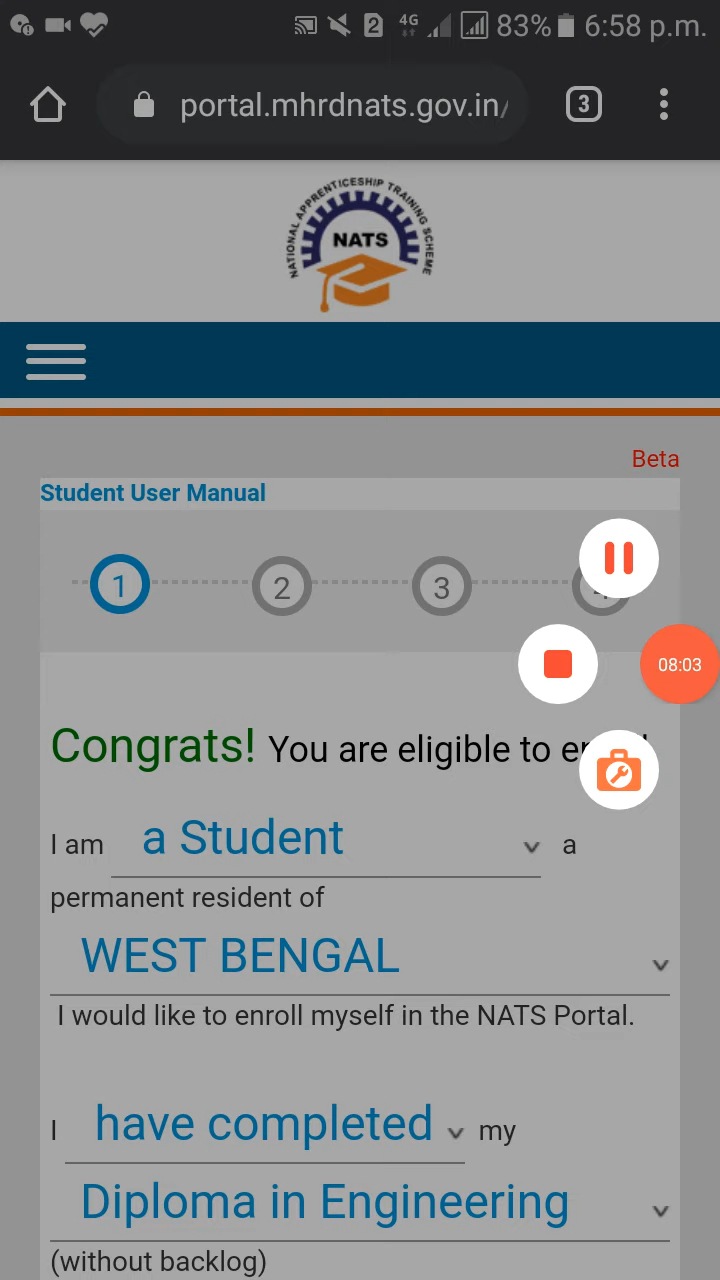 2 4G 83% 6:58 p.m.
portal.mhrdnats.gov.in/ 3
NATIONAL APPRENTICESHIP TRAINING SCHEME
NATS
Beta
Student User Manual
1 2 3
08:03
Congrats! You are eligible to
I am a Student a
permanent resident of
WEST BENGAL
I would like to enroll myself in the NATS Portal.
I have completed my
Diploma in Engineering
(without backlog)